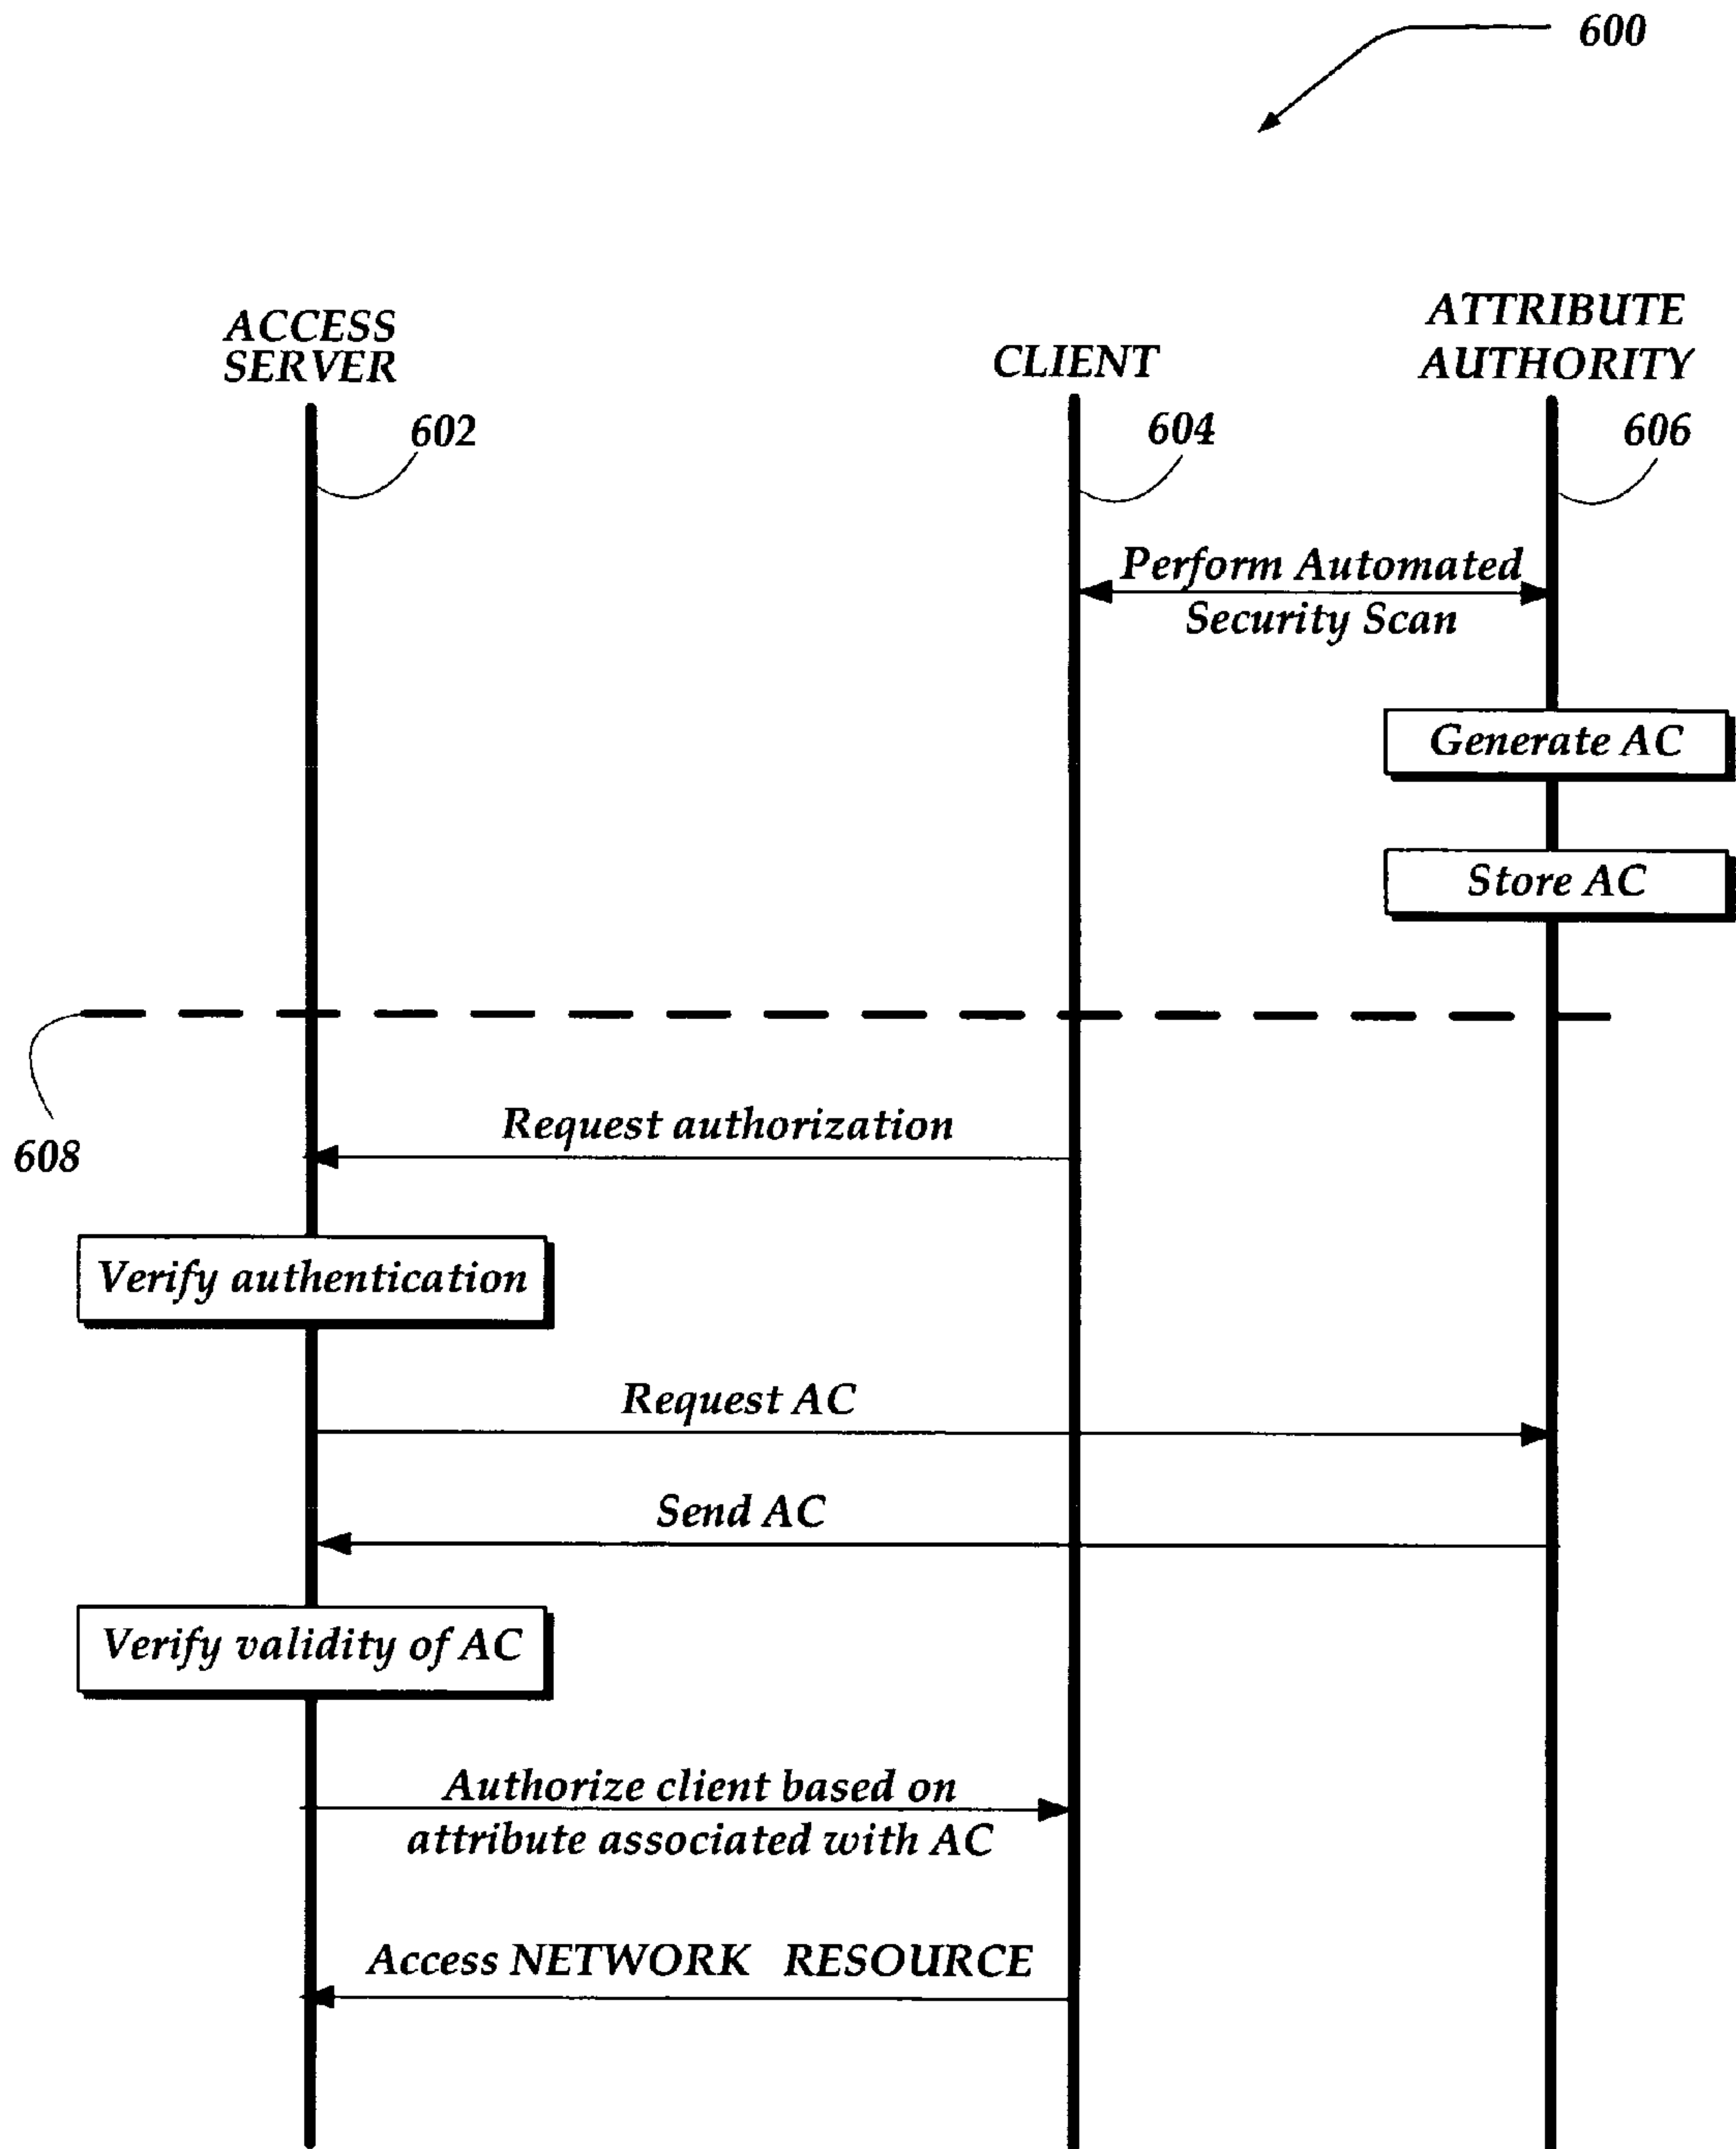 600
ACCESS
SERVER
CLIENT
ATTRIBUTE
AUTHORITY
602
604
606
Perform Automated
Security Scan
Generate AC
Store AC
608
Request authorization
Verify authentication
Request AC
Send AC
Verify validity of AC
Authorize client based on
attribute associated with AC
Access NETWORK RESOURCE